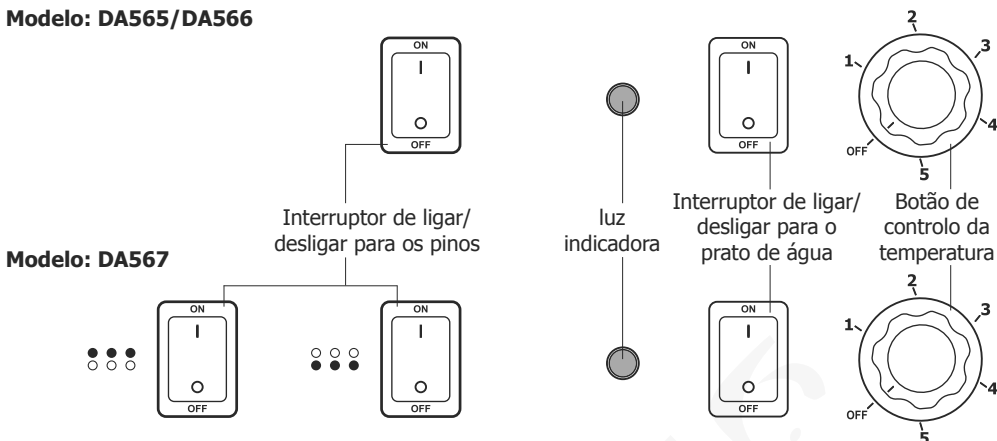 Modelo: DA565/DA566
ON
OFF
ON
OFF
1
2
3
4
5
OFF
Interruptor de ligar/
desligar para os pinos
luz
indicadora
Interruptor de ligar/
desligar para o
prato de água
Botão de
controlo da
temperatura
Modelo: DA567
ON
OFF
ON
OFF
ON
OFF
1
2
3
4
5
OFF